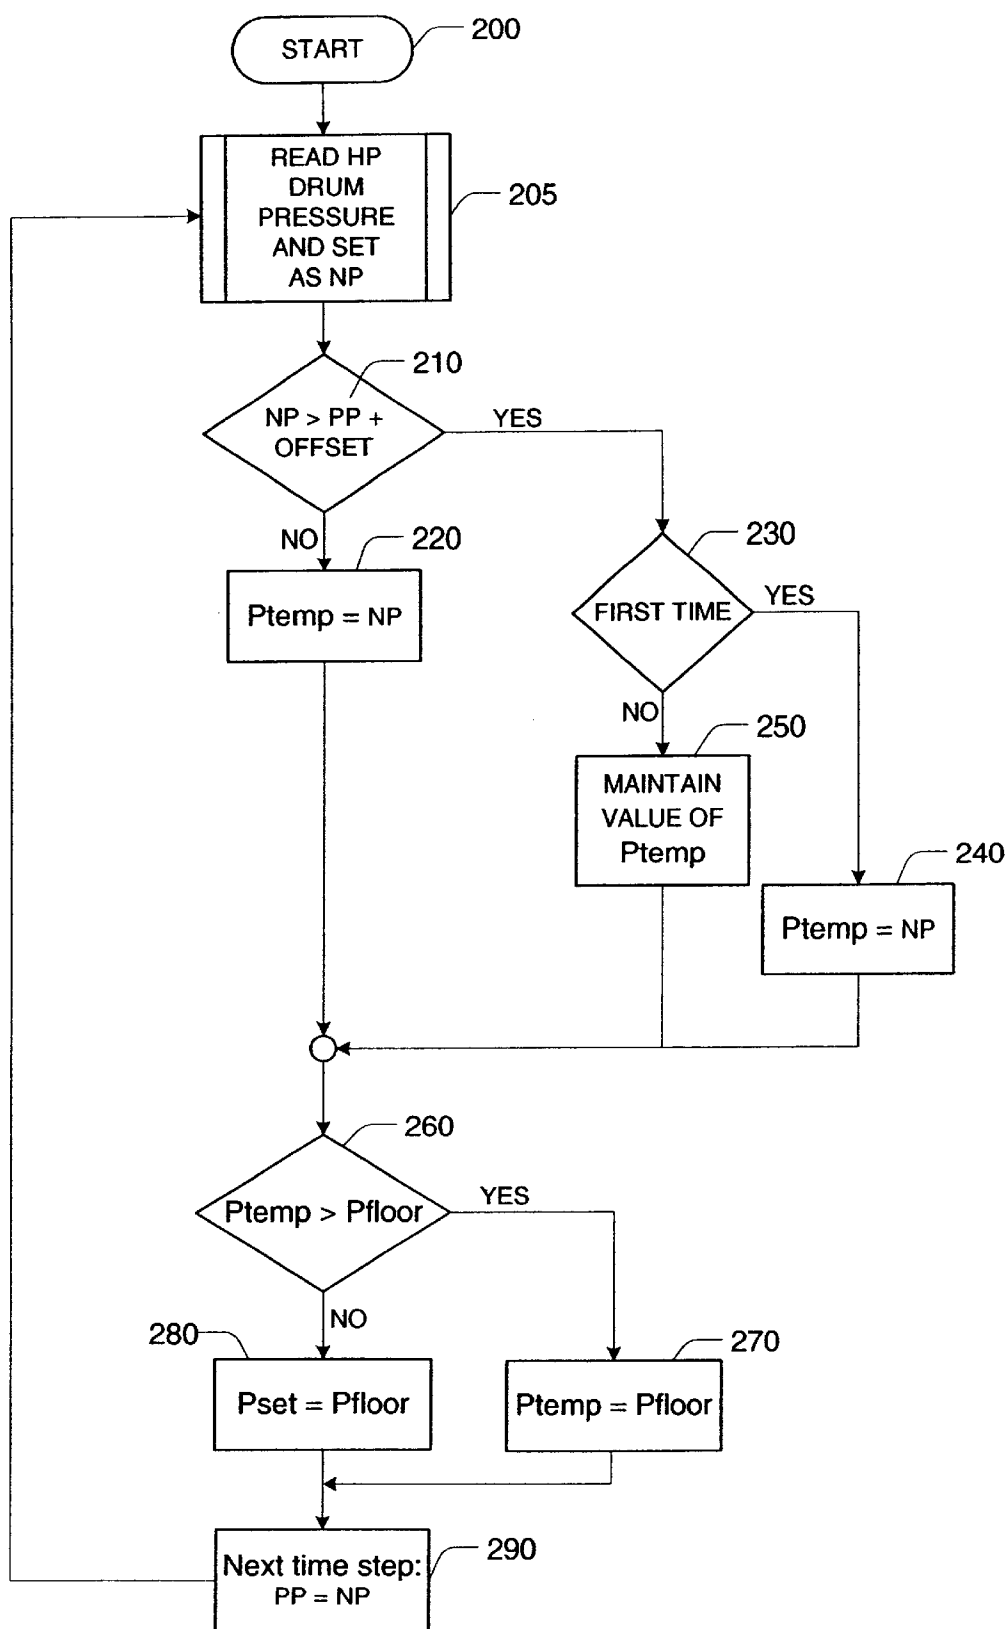 START
200
READ HP
DRUM
PRESSURE
AND SET
AS NP
205
210
NP > PP +
OFFSET
YES
NO
220
Ptemp = NP
230
FIRST TIME
YES
NO
250
MAINTAIN
VALUE OF
Ptemp
240
Ptemp = NP
260
Ptemp > Pfloor
YES
NO
280
Pset = Pfloor
270
Ptemp = Pfloor
290
Next time step:
PP = NP